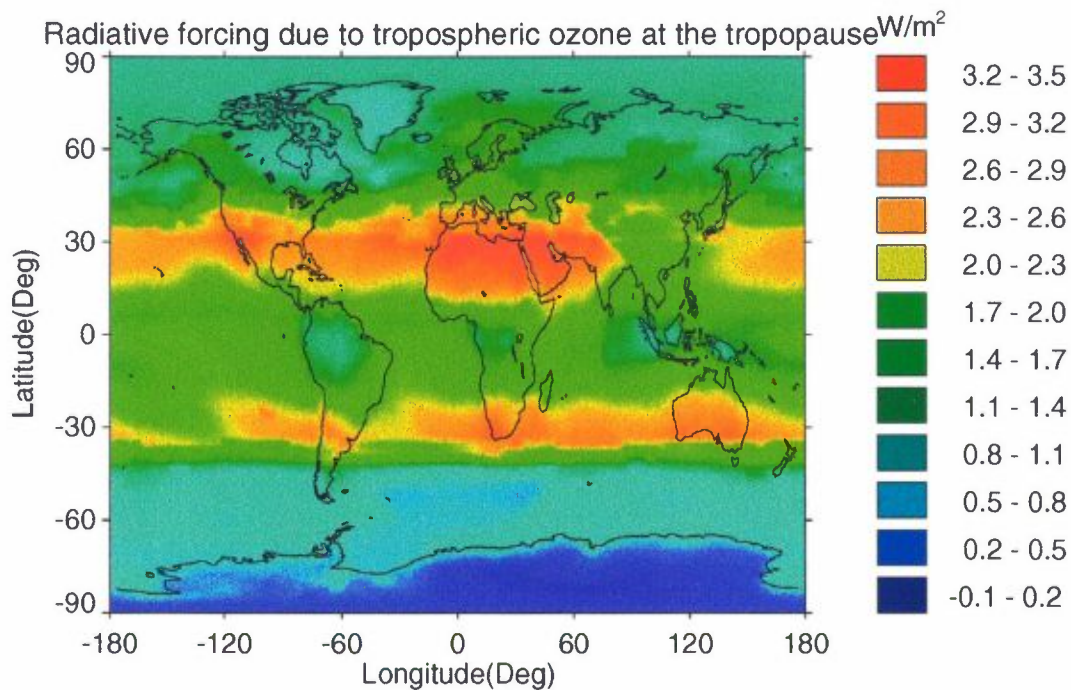 Radiative forcing due to tropospheric ozone at the tropopause
W/m²
3.2 - 3.5
2.9 - 3.2
2.6 - 2.9
2.3 - 2.6
2.0 - 2.3
1.7 - 2.0
1.4 - 1.7
1.1 - 1.4
0.8 - 1.1
0.5 - 0.8
0.2 - 0.5
-0.1 - 0.2
Latitude(Deg)
90
60
30
0
-30
-60
-90
-180 -120 -60 0 60 120 180
Longitude(Deg)